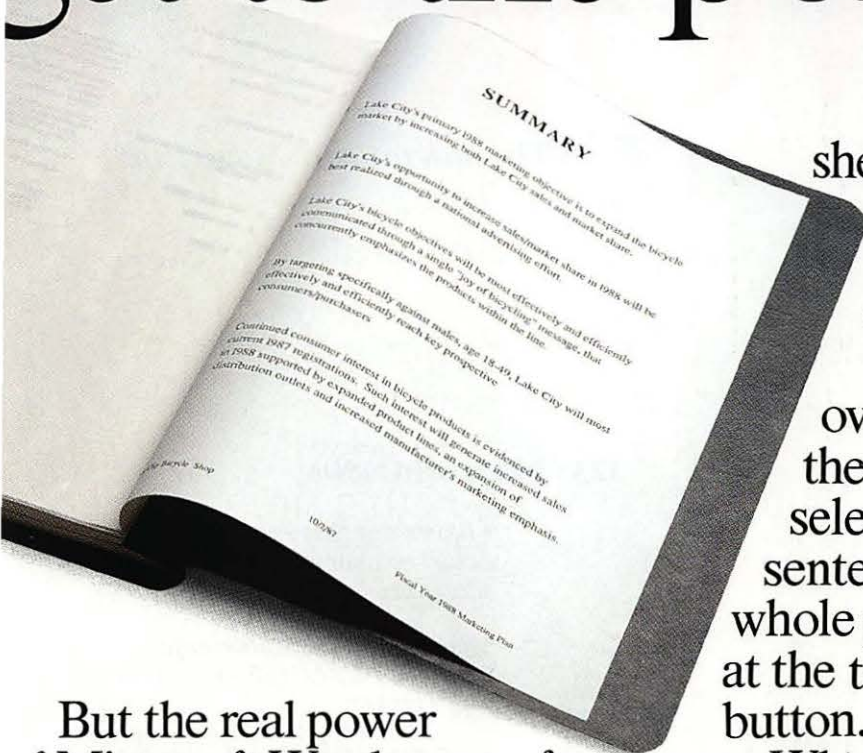 get to the p
SUMMARY
Lake City's primary 1988 marketing objective is to expand the bicycle
market by increasing both Lake City sales and market share.
Lake City's opportunity to increase sales/market share in 1988 will be
best realized through a national advertising effort.
Lake City's bicycle objectives will be most effectively and efficiently
communicated through a single "joy of bicycling" message, that
concurrently emphasizes the products within the line.
By targeting specifically against males, age 18-49, Lake City will most
effectively and efficiently reach key prospective
consumers/purchasers
Continued consumer interest in bicycle products is evidenced by
current 1987 registrations. Such interest will generate increased sales
in 1988 supported by expanded product lines, an expansion of
distribution outlets and increased manufacturer's marketing emphasis.
Bicycle Shop
10/2/87
Fiscal Year 1988 Marketing Plan
she
ov
the
sele
sente
whole
at the t
button.
But the real power